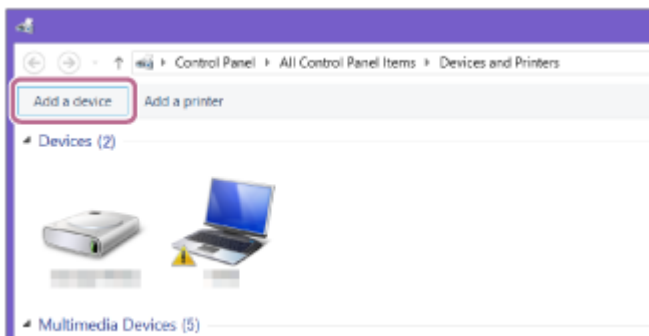 Control Panel All Control Panel Items Devices and Printers
Add a device Add a printer
Devices (2)
Multimedia Devices (5)